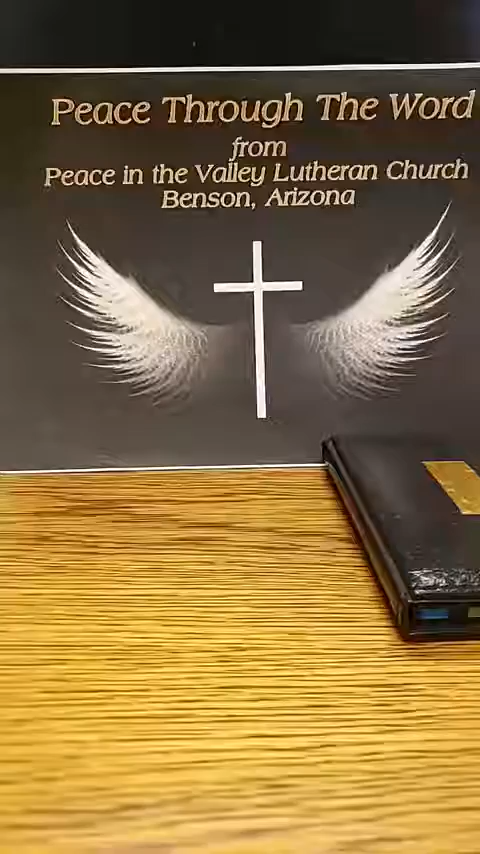 Peace Through The Word
from
Peace in the Valley Lutheran Church
Benson, Arizona